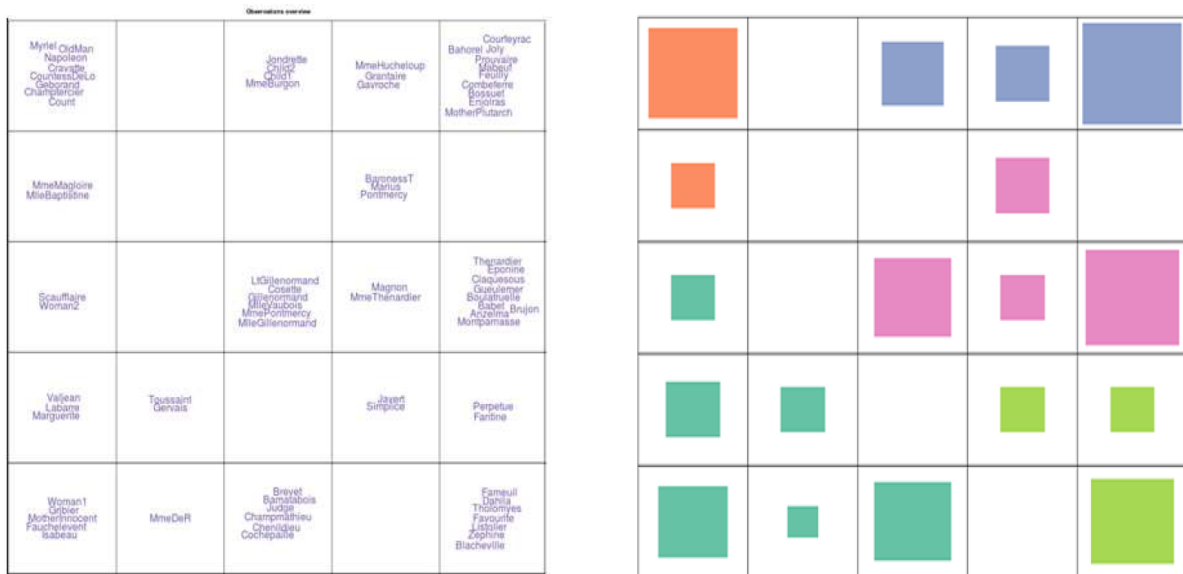 Observations overview
Myriel
OldMan
Napoleon
Cravatte
CountessDeLo
Geborand
Champtercier
Count
Jondrette
Child2
Child1
MmeBurgon
MmeHucheloup
Grantaire
Gavroche
Courfeyrac
Bahorel
Joly
Prouvaire
Mabeuf
Feuilly
Combeferre
Bossuet
Enjolras
MotherPlutarch
MmeMagloire
MlleBaptistine
BaronessT
Marius
Pontmercy
Scaufflaire
Woman2
LtGillenormand
Cosette
Gillenormand
MlleVaubois
MmePontmercy
MlleGillenormand
Magnon
MmeThenardier
Thenardier
Eponine
Claquesous
Gueulemer
Boulatruelle
Babet
Brujon
Anzelma
Montparnasse
Valjean
Labarre
Marguerite
Toussaint
Gervais
Javert
Simplice
Perpetue
Fantine
Woman1
Gribier
MotherInnocent
Fauchelevent
Isabeau
MmeDeR
Brevet
Bamatabois
Judge
Champmathieu
Chenildieu
Cochepaille
Fameuil
Dahlia
Tholomyes
Favourite
Listolier
Zephine
Blacheville